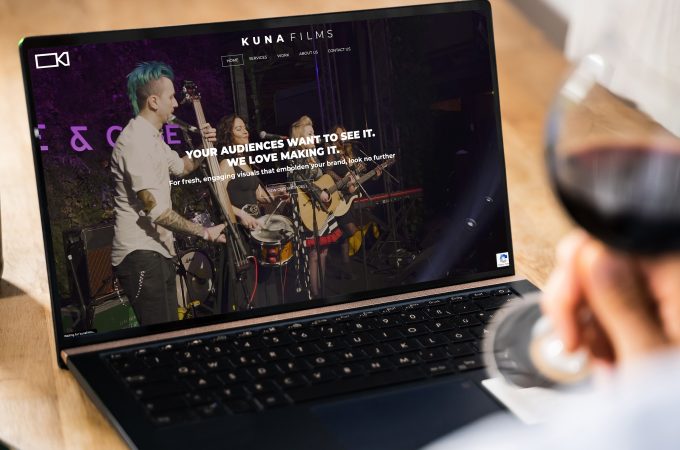 KUNA FILMS
HOME SERVICES WORK ABOUT US CONTACT US
E & C
YOUR AUDIENCES WANT TO SEE IT.
WE LOVE MAKING IT.
For fresh, engaging visuals that embolden your brand, look no further